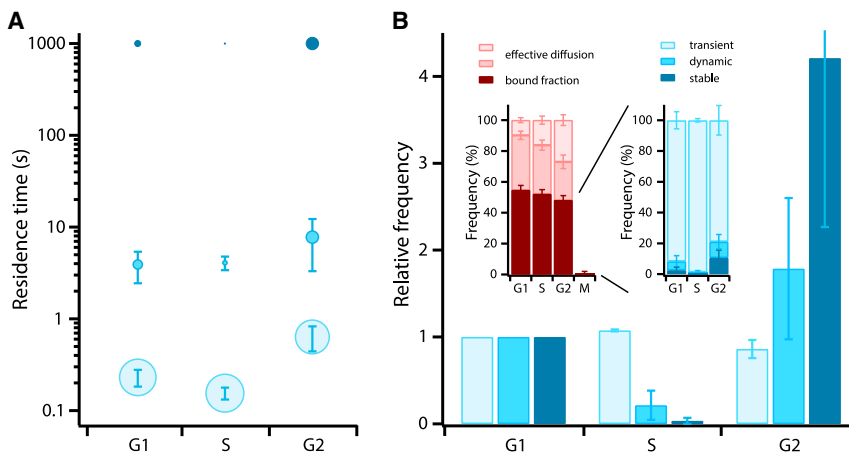 A
Residence time (s)
1000
100
10
1
0.1
G1 S G2
B
Relative frequency
4
3
2
1
0
G1 S G2
effective diffusion
bound fraction
Frequency (%)
100
80
60
40
20
0
G1 S G2 M
transient
dynamic
stable
Frequency (%)
100
80
60
40
20
0
G1 S G2